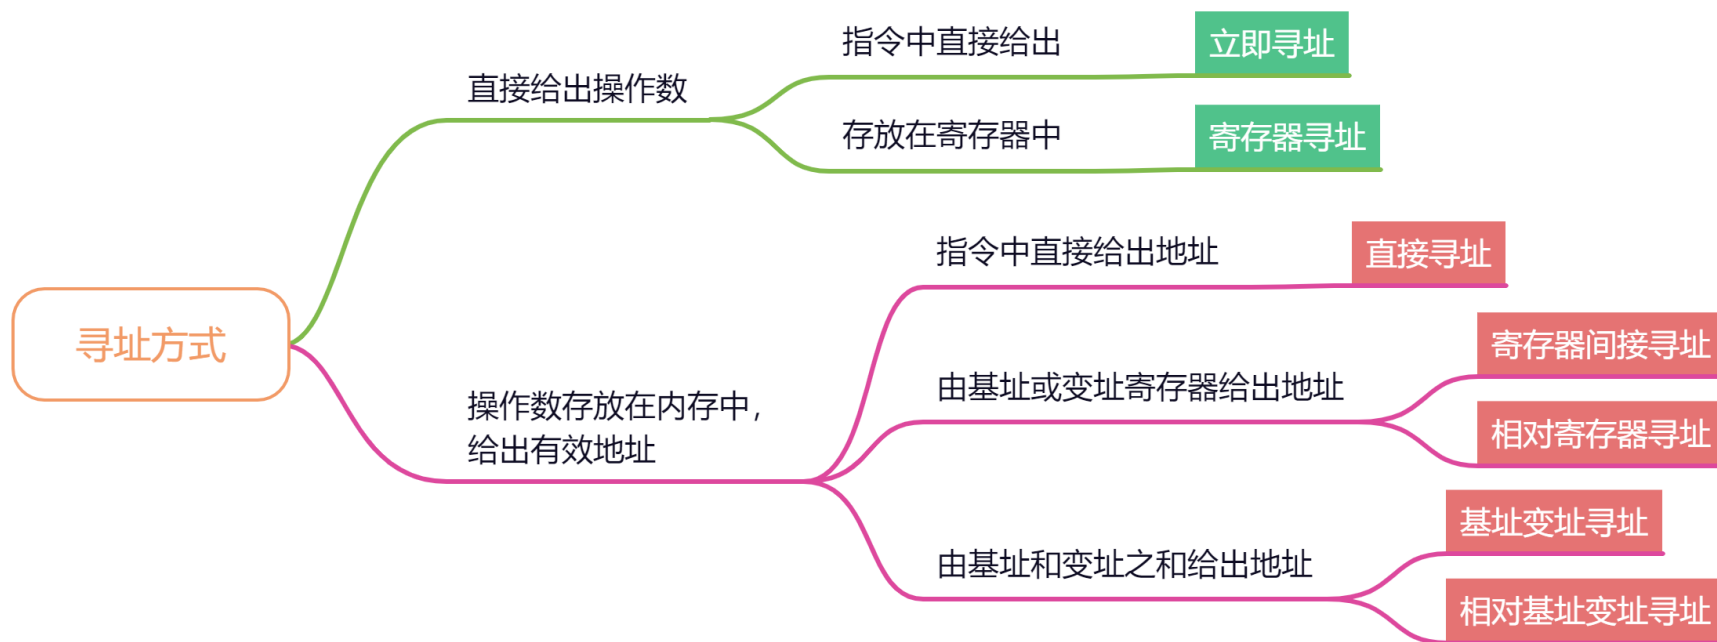 寻址方式
直接给出操作数
指令中直接给出
立即寻址
存放在寄存器中
寄存器寻址
操作数存放在内存中,
给出有效地址
指令中直接给出地址
直接寻址
由基址或变址寄存器给出地址
寄存器间接寻址
相对寄存器寻址
由基址和变址之和给出地址
基址变址寻址
相对基址变址寻址